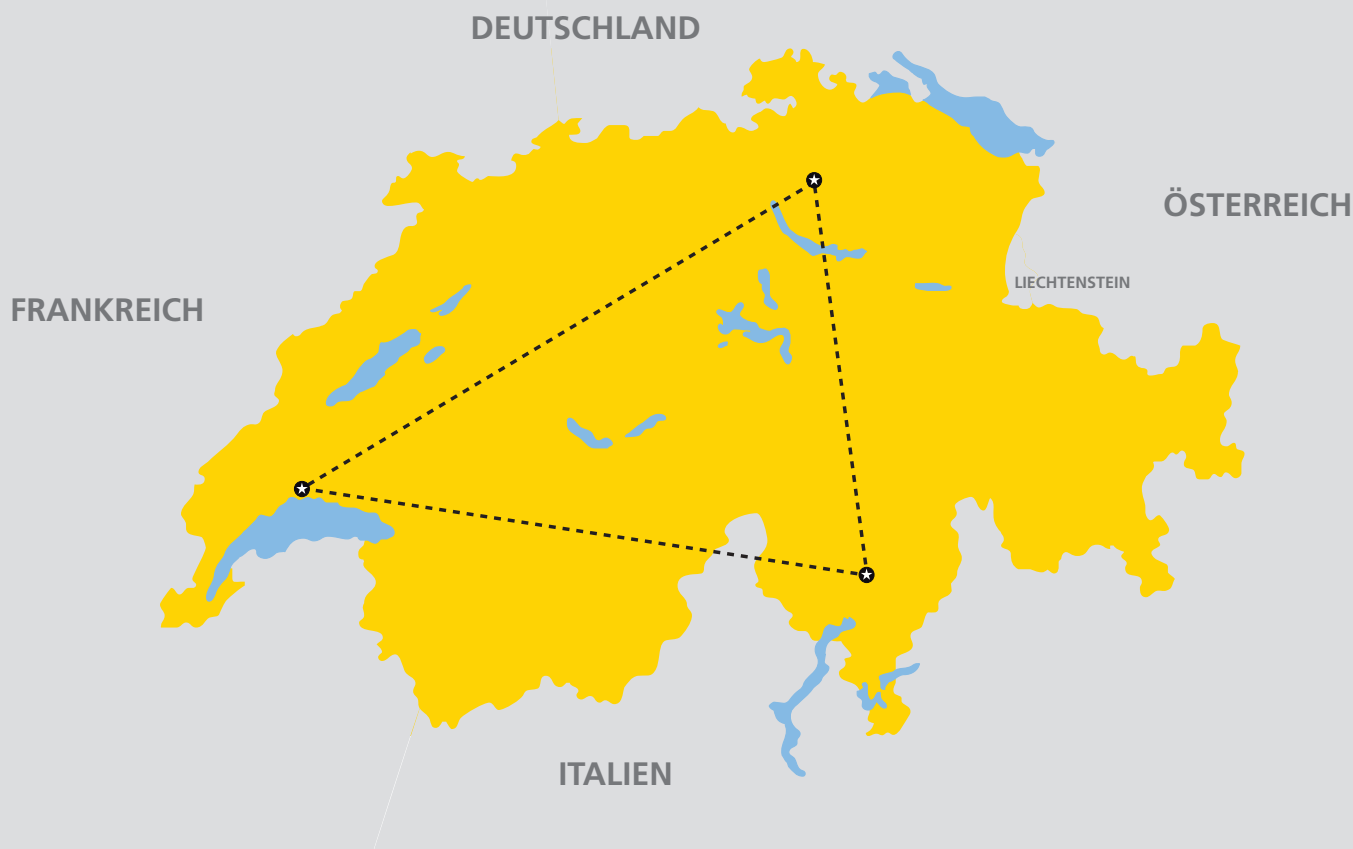 DEUTSCHLAND
ÖSTERREICH
LIECHTENSTEIN
FRANKREICH
ITALIEN